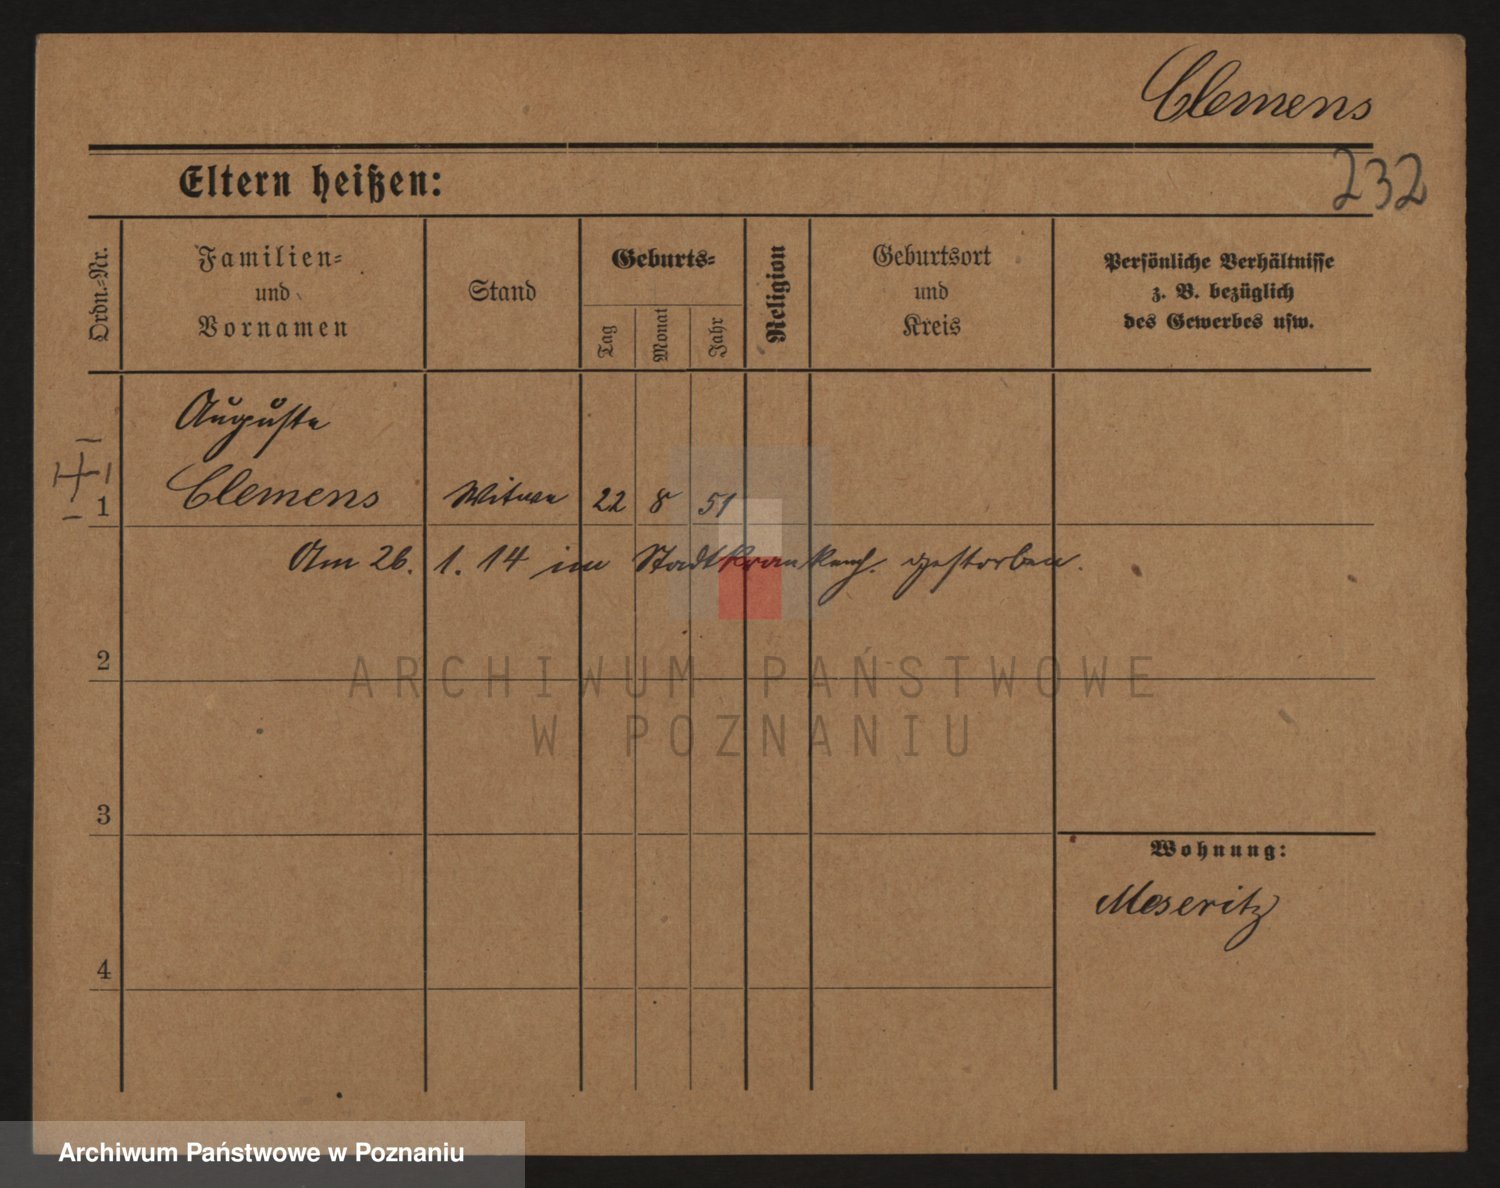 Clemens
232
Eltern heißen:
Ordn.-Nr.
Familien-
und
Vornamen
Stand
Geburts-
Tag
Monat
Jahr
Religion
Geburtsort
und
Kreis
Persönliche Verhältnisse
z. B. bezüglich
des Gewerbes usw.
Auguste
1 Clemens Witwe 22 8 51
Am 26. 1. 14 im Stadtkrankenh. gestorben.
2
ARCHIWUM PAŃSTWOWE
W POZNANIU
3
Wohnung:
Meseritz
4
Archiwum Państwowe w Poznaniu